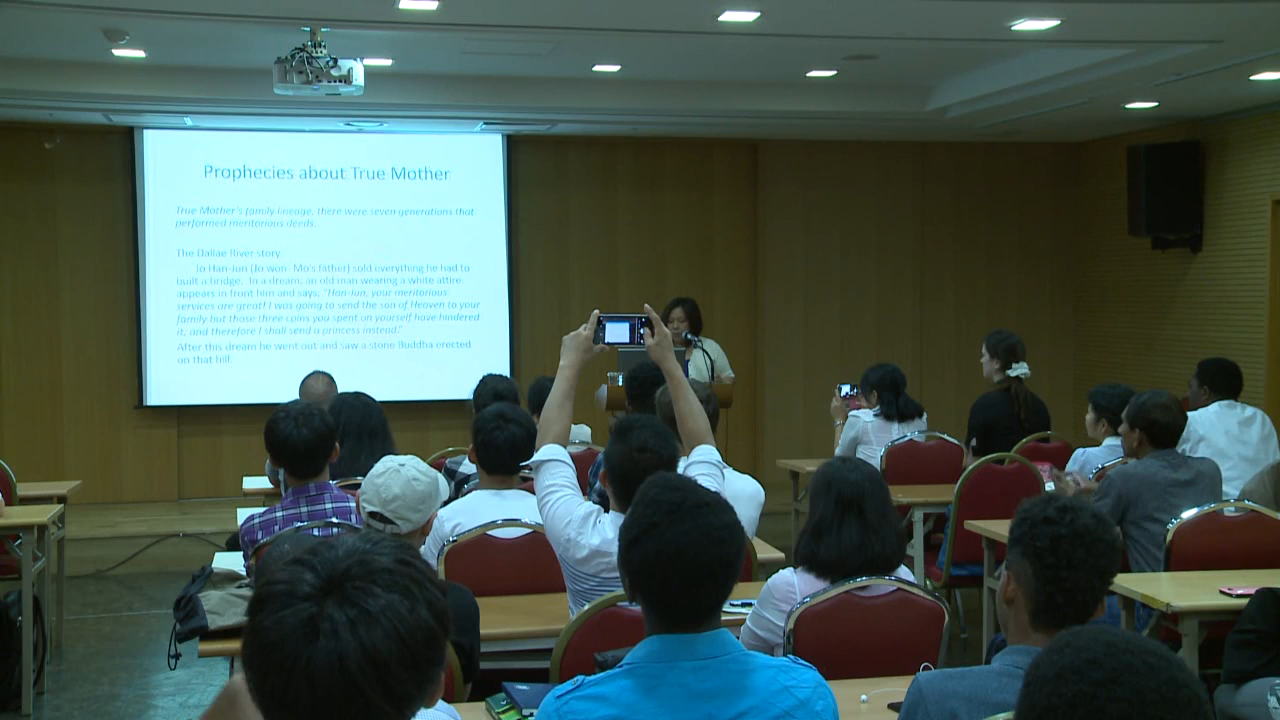 Prophecies about True Mother
True Mother's family lineage, there were seven generations that
performed meritorious deeds.
The Dallae River story:
Jo Han-Jun (Jo won- Mo's father) sold everything he had to
built a bridge. In a dream, an old man wearing a white attire
appears in front him and says; "Han-Jun, your meritorious
services are great! I was going to send the son of Heaven to your
family but those three coins you spent on yourself have hindered
it, and therefore I shall send a princess instead."
After this dream he went out and saw a stone Buddha erected
on that hill.